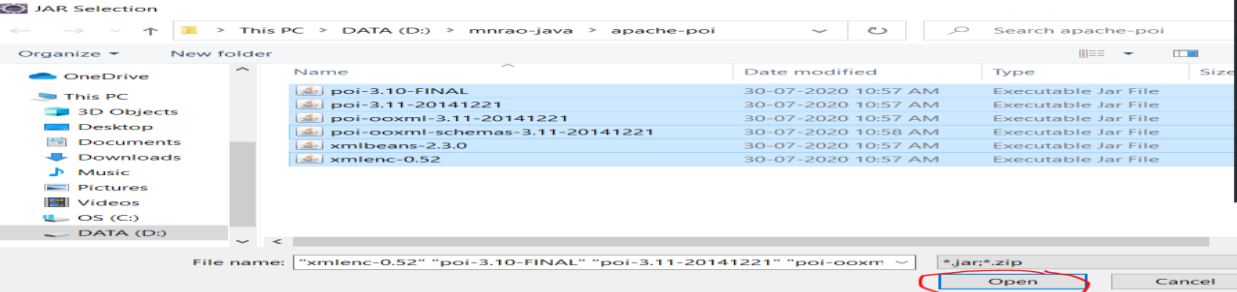 JAR Selection
This PC > DATA (D:) > mnrao-java > apache-poi
Search apache-poi
Organize
New folder
OneDrive
This PC
3D Objects
Desktop
Documents
Downloads
Music
Pictures
Videos
OS (C:)
DATA (D:)
Name Date modified Type Size
poi-3.10-FINAL 30-07-2020 10:57 AM Executable Jar File
poi-3.11-20141221 30-07-2020 10:57 AM Executable Jar File
poi-ooxml-3.11-20141221 30-07-2020 10:57 AM Executable Jar File
poi-ooxml-schemas-3.11-20141221 30-07-2020 10:58 AM Executable Jar File
xmlbeans-2.3.0 30-07-2020 10:57 AM Executable Jar File
xmlenc-0.52 30-07-2020 10:57 AM Executable Jar File
File name: "xmlenc-0.52" "poi-3.10-FINAL" "poi-3.11-20141221" "poi-ooxm
*.jar;*.zip
Open
Cancel